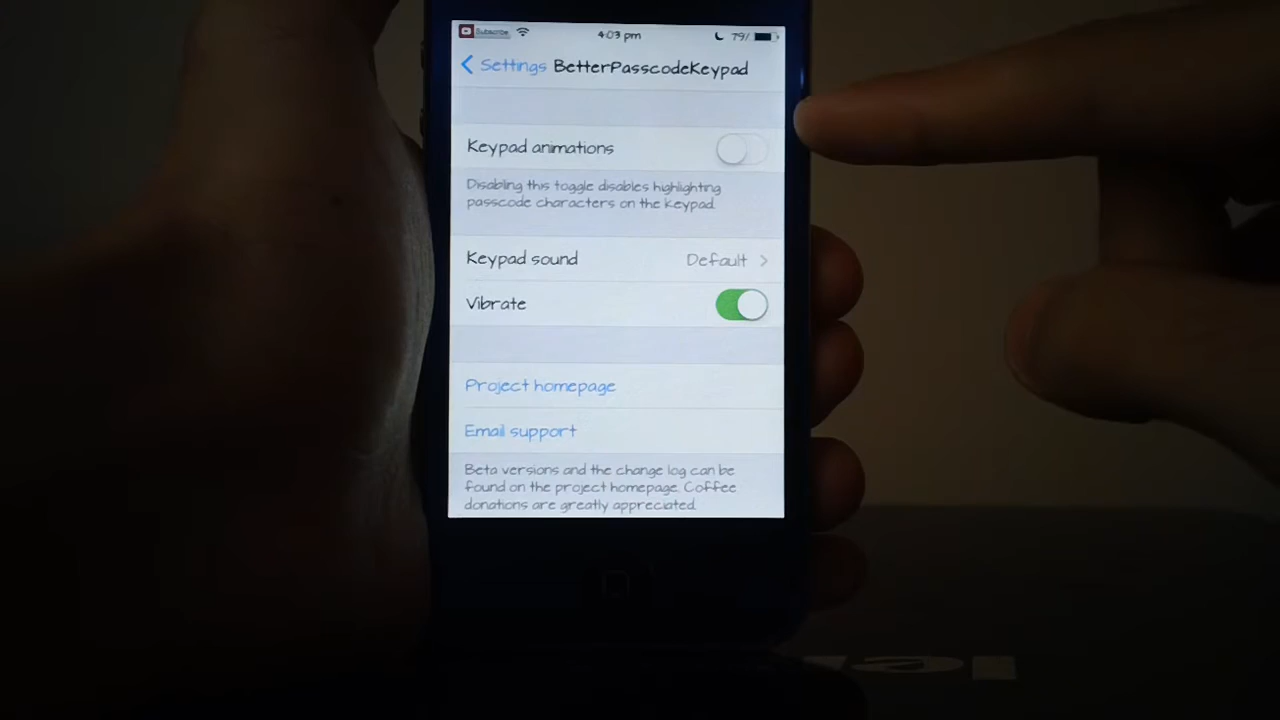 Subscribe 4:03 pm 79%
Settings BetterPasscodeKeypad
Keypad animations
Disabling this toggle disables highlighting
passcode characters on the keypad.
Keypad sound Default
Vibrate
Project homepage
Email support
Beta versions and the change log can be
found on the project homepage. Coffee
donations are greatly appreciated.